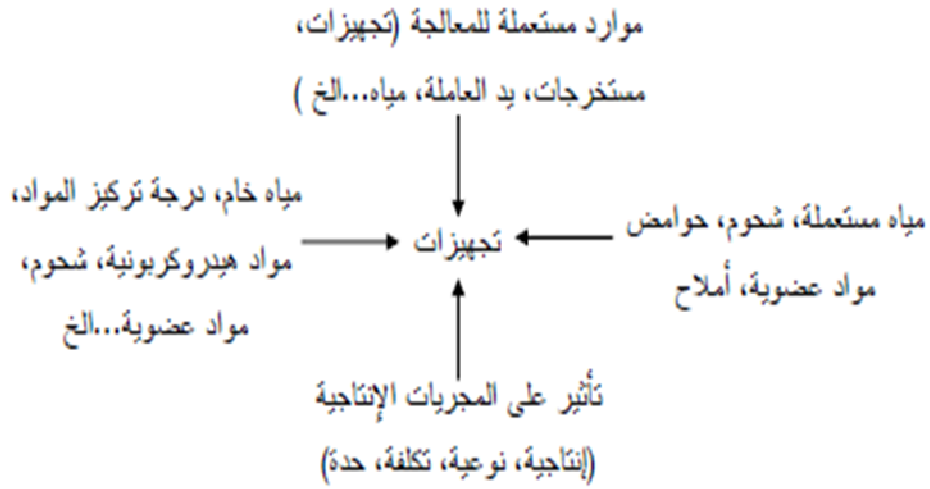 موارد مستعملة للمعالجة (تجهيزات،
مستخرجات، يد العاملة، مياه...الخ )
مياه خام، درجة تركيز المواد،
مواد هيدروكربونية، شحوم،
مواد عضوية...الخ
تجهيزات
مياه مستعملة، شحوم، حوامض
مواد عضوية، أملاح
تأثير على المجريات الإنتاجية
(إنتاجية، نوعية، تكلفة، حدة)